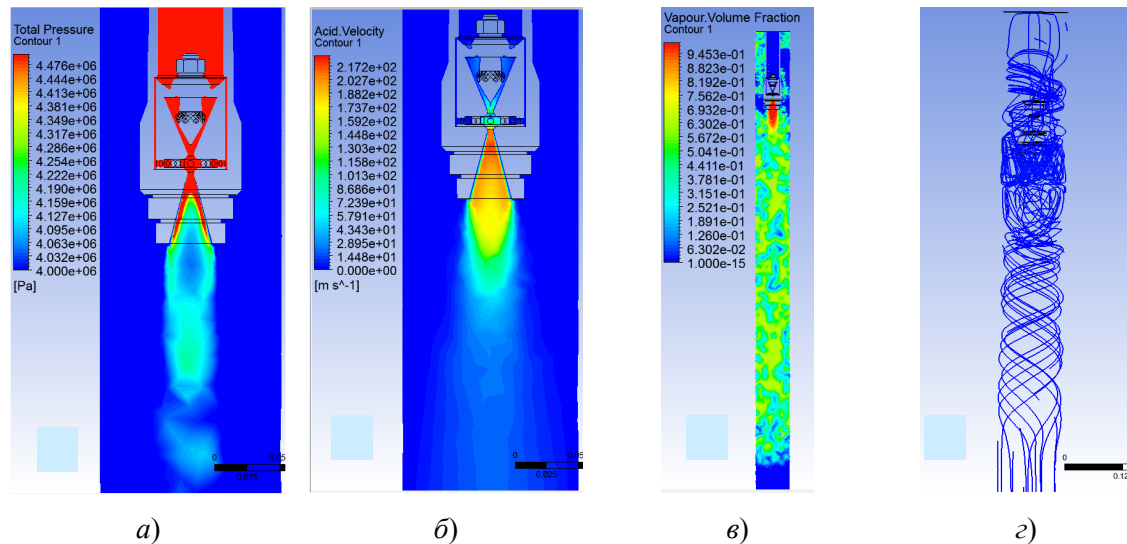 Total Pressure
Contour 1
4.476e+06
4.444e+06
4.413e+06
4.381e+06
4.349e+06
4.317e+06
4.286e+06
4.254e+06
4.222e+06
4.190e+06
4.159e+06
4.127e+06
4.095e+06
4.063e+06
4.032e+06
4.000e+06
[Pa]
0
0.05
0.025
а)
Acid.Velocity
Contour 1
2.172e+02
2.027e+02
1.882e+02
1.737e+02
1.592e+02
1.448e+02
1.303e+02
1.158e+02
1.013e+02
8.686e+01
7.239e+01
5.791e+01
4.343e+01
2.895e+01
1.448e+01
0.000e+00
[m s^-1]
0
0.05
0.025
б)
Vapour.Volume Fraction
Contour 1
9.453e-01
8.823e-01
8.192e-01
7.562e-01
6.932e-01
6.302e-01
5.672e-01
5.041e-01
4.411e-01
3.781e-01
3.151e-01
2.521e-01
1.891e-01
1.260e-01
6.302e-02
1.000e-15
в)
0
0.12
г)